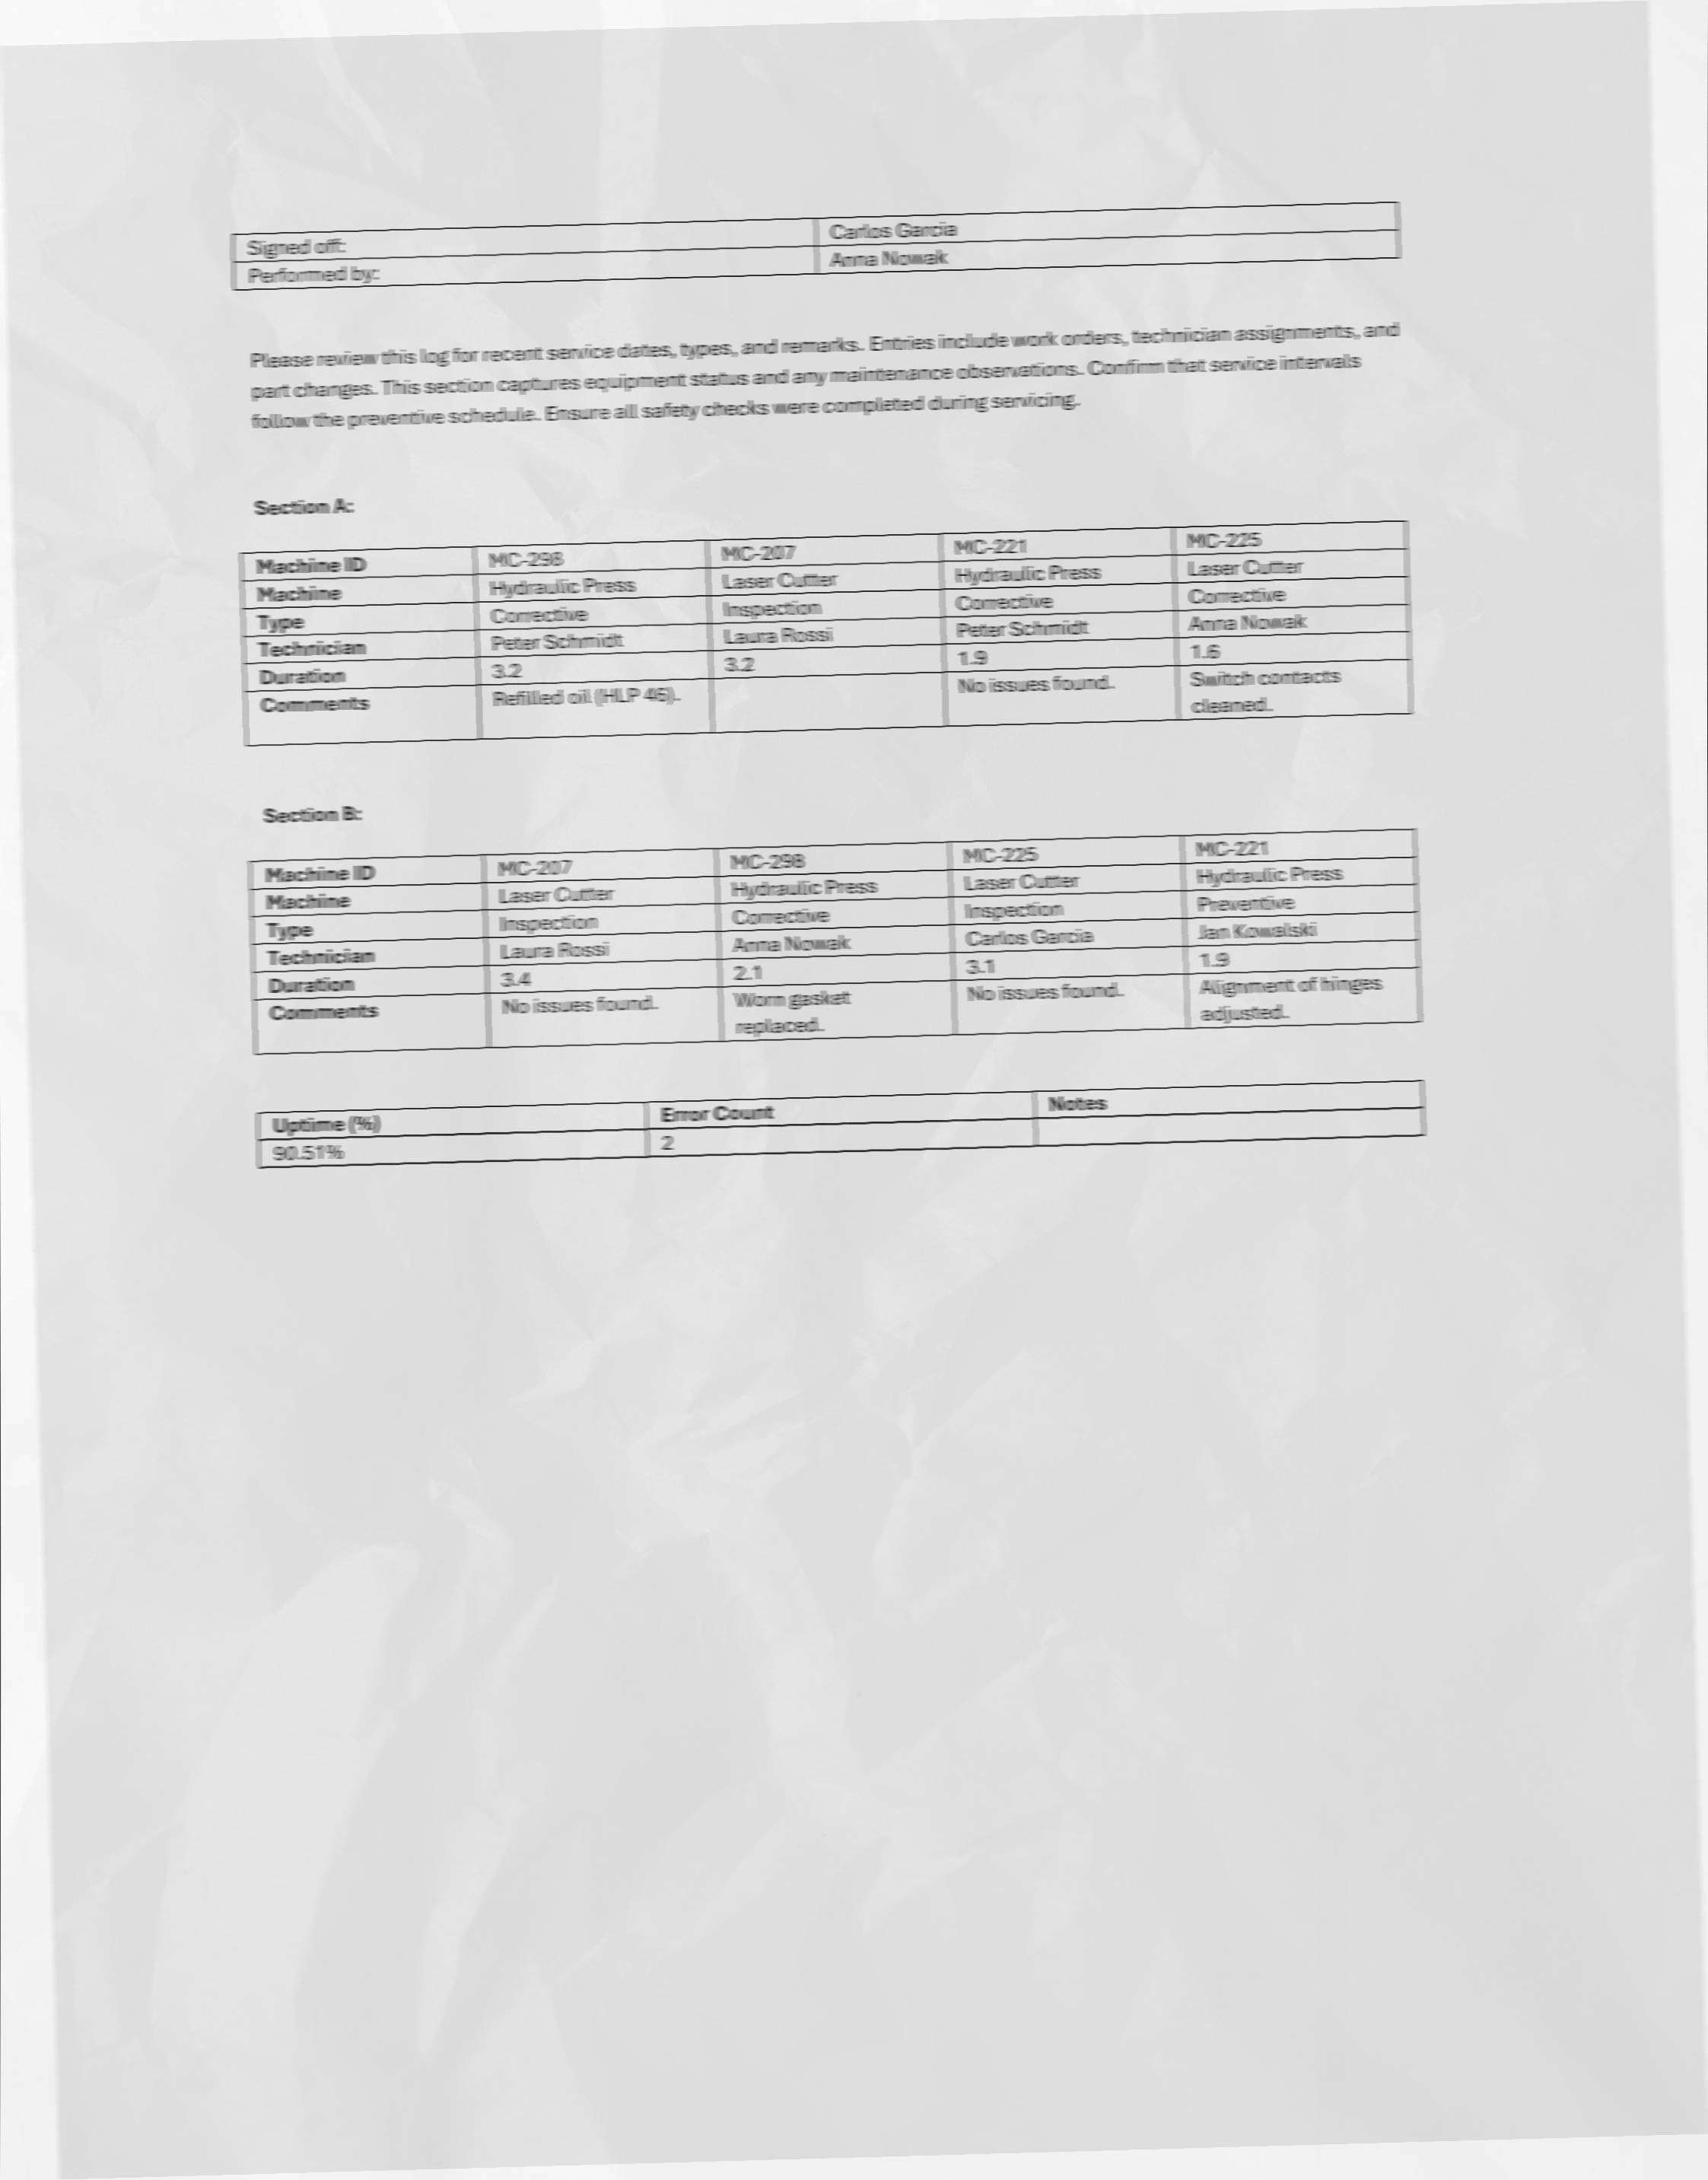 Signed off: Carlos Garcia
Performed by: Anna Nowak
Please review this log for recent service dates, types, and remarks. Entries include work orders, technician assignments, and
part changes. This section captures equipment status and any maintenance observations. Confirm that service intervals
follow the preventive schedule. Ensure all safety checks were completed during servicing.
Section A:
Machine ID MC-298 MC-207 MC-221 MC-225
Machine Hydraulic Press Laser Cutter Hydraulic Press Laser Cutter
Type Corrective Inspection Corrective Corrective
Technician Peter Schmidt Laura Rossi Peter Schmidt Anna Nowak
Duration 3.2 3.2 1.9 1.6
Comments Refilled oil (HLP 46). No issues found. Switch contacts
cleaned.
Section B:
Machine ID MC-207 MC-298 MC-225 MC-221
Machine Laser Cutter Hydraulic Press Laser Cutter Hydraulic Press
Type Inspection Corrective Inspection Preventive
Technician Laura Rossi Anna Nowak Carlos Garcia Jan Kowalski
Duration 3.4 2.1 3.1 1.9
Comments No issues found. Worn gasket No issues found. Alignment of hinges
replaced. adjusted.
Uptime (%) Error Count Notes
90.51% 2